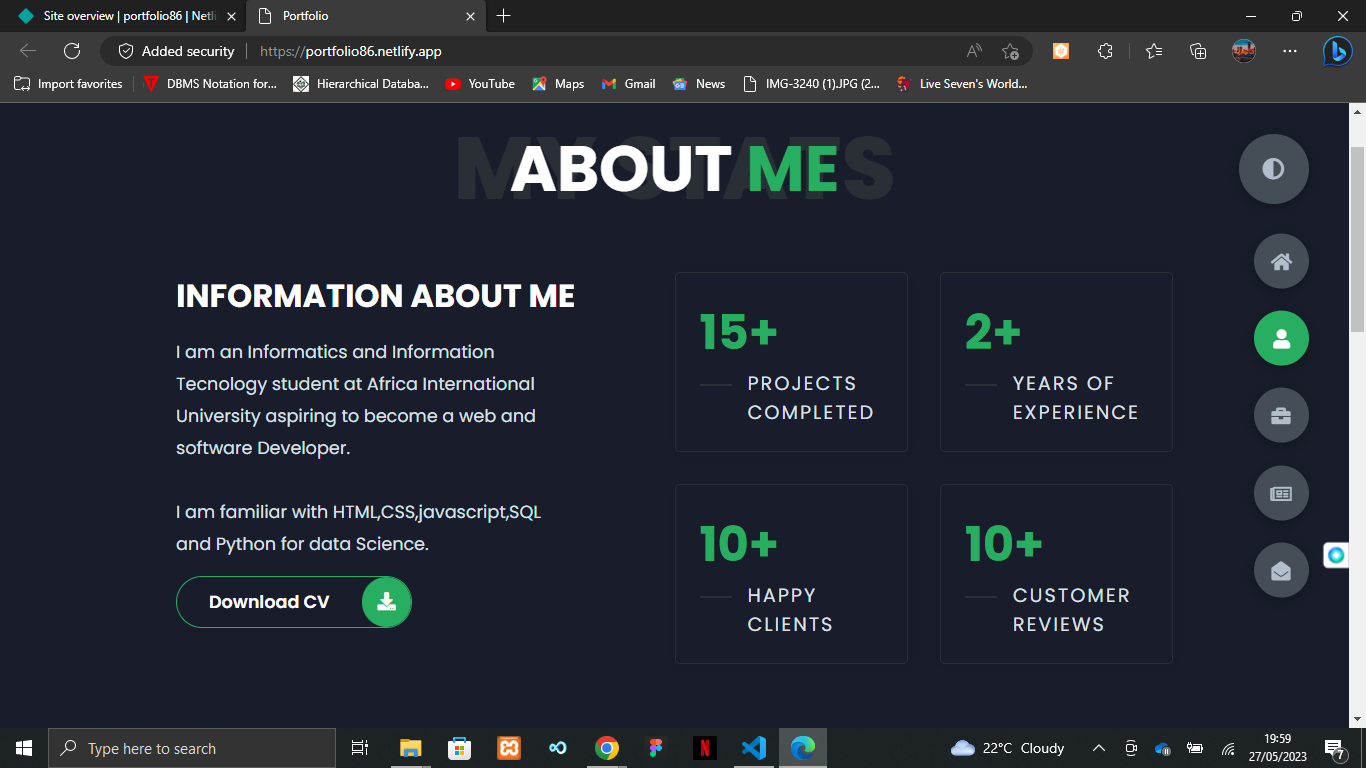 Site overview | portfolio86 | Netli
Portfolio
Added security
https://portfolio86.netlify.app
Import favorites
DBMS Notation for...
Hierarchical Databa...
YouTube
Maps
Gmail
News
IMG-3240 (1).JPG (2...
Live Seven's World...
MY STATS
ABOUT ME
INFORMATION ABOUT ME
I am an Informatics and Information
Tecnology student at Africa International
University aspiring to become a web and
software Developer.
I am familiar with HTML,CSS,javascript,SQL
and Python for data Science.
Download CV
15+
PROJECTS
COMPLETED
2+
YEARS OF
EXPERIENCE
10+
HAPPY
CLIENTS
10+
CUSTOMER
REVIEWS
Type here to search
22°C Cloudy
19:59
27/05/2023
7